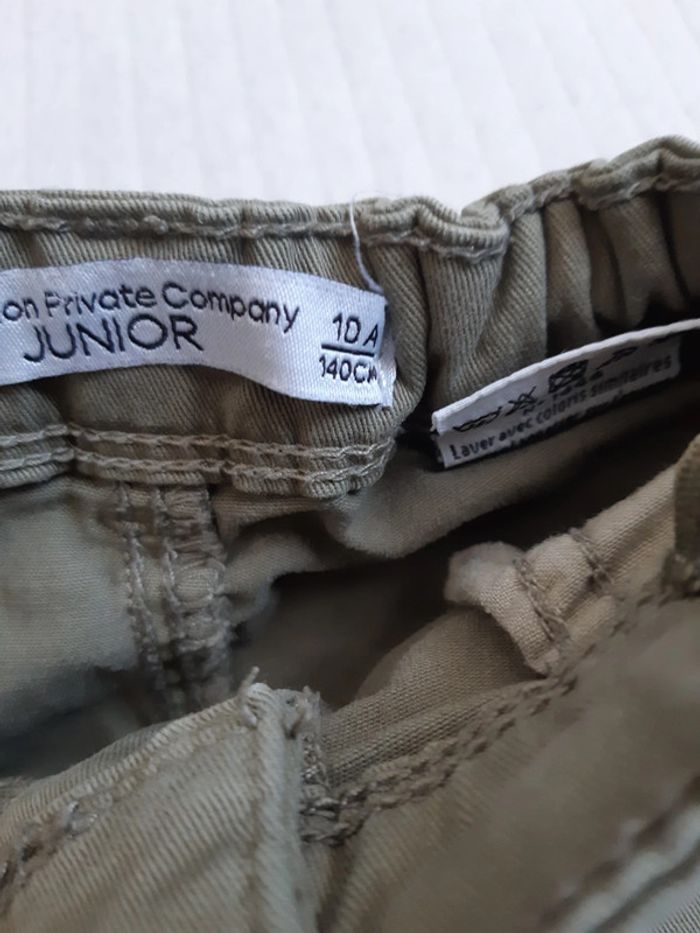 on Private Company
JUNIOR
10 A
140CM
Laver avec coloris similaires